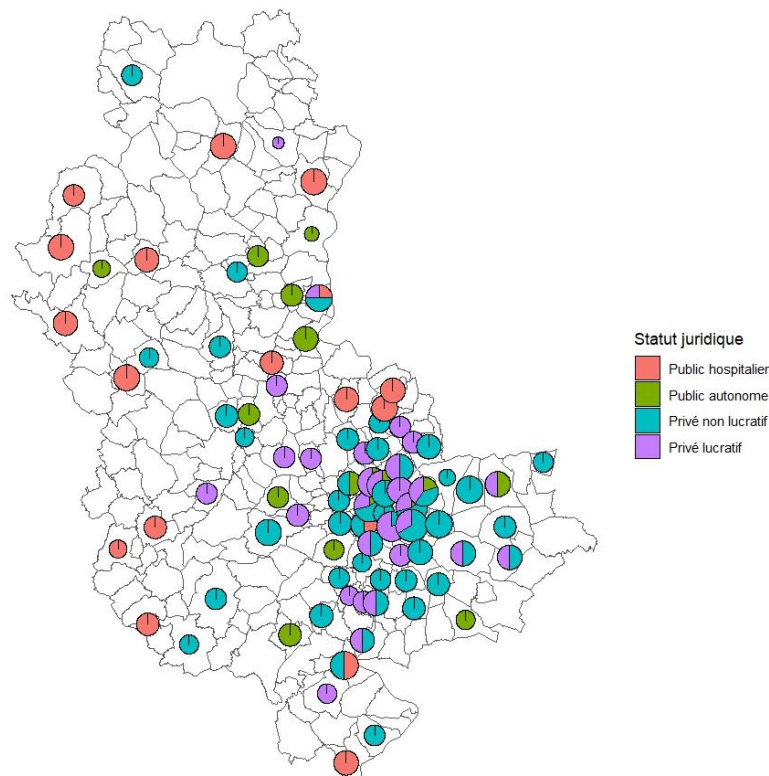 Statut juridique
Public hospitalier
Public autonome
Privé non lucratif
Privé lucratif